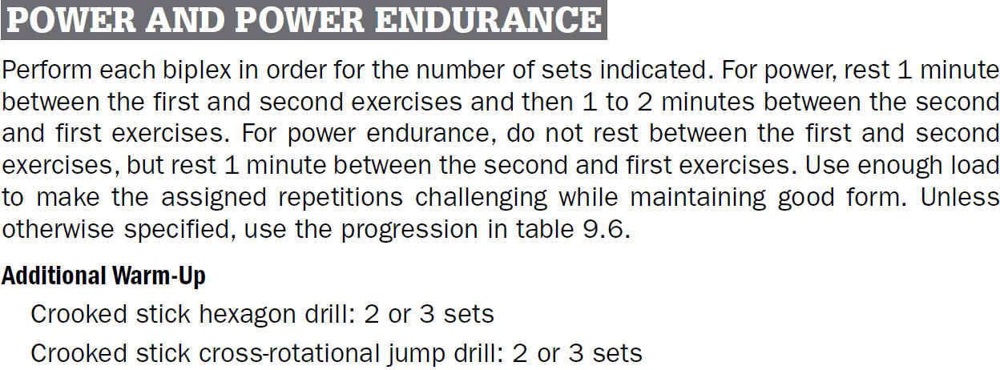 POWER AND POWER ENDURANCE
Perform each biplex in order for the number of sets indicated. For power, rest 1 minute
between the first and second exercises and then 1 to 2 minutes between the second
and first exercises. For power endurance, do not rest between the first and second
exercises, but rest 1 minute between the second and first exercises. Use enough load
to make the assigned repetitions challenging while maintaining good form. Unless
otherwise specified, use the progression in table 9.6.
Additional Warm-Up
Crooked stick hexagon drill: 2 or 3 sets
Crooked stick cross-rotational jump drill: 2 or 3 sets